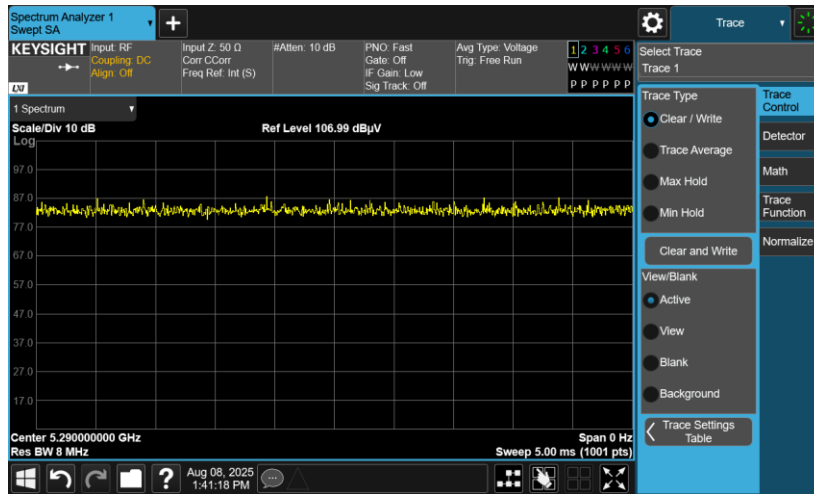 Spectrum Analyzer 1
Swept SA
+
Trace
KEYSIGHT
Input: RF
Coupling: DC
Align: Off
Input Z: 50 Ω
Corr CCorr
Freq Ref: Int (S)
#Atten: 10 dB
PNO: Fast
Gate: Off
IF Gain: Low
Sig Track: Off
Avg Type: Voltage
Trig: Free Run
1 2 3 4 5 6
W W W W W W
P P P P P P
LXI
Select Trace
Trace 1
1 Spectrum
Scale/Div 10 dB
Ref Level 106.99 dBµV
Log
97.0
87.0
77.0
67.0
57.0
47.0
37.0
27.0
17.0
Center 5.290000000 GHz
Span 0 Hz
Res BW 8 MHz
Sweep 5.00 ms (1001 pts)
Trace Type
Clear / Write
Trace Average
Max Hold
Min Hold
Clear and Write
View/Blank
Active
View
Blank
Background
Trace Settings
Table
Trace
Control
Detector
Math
Trace
Function
Normalize
?
Aug 08, 2025
1:41:18 PM